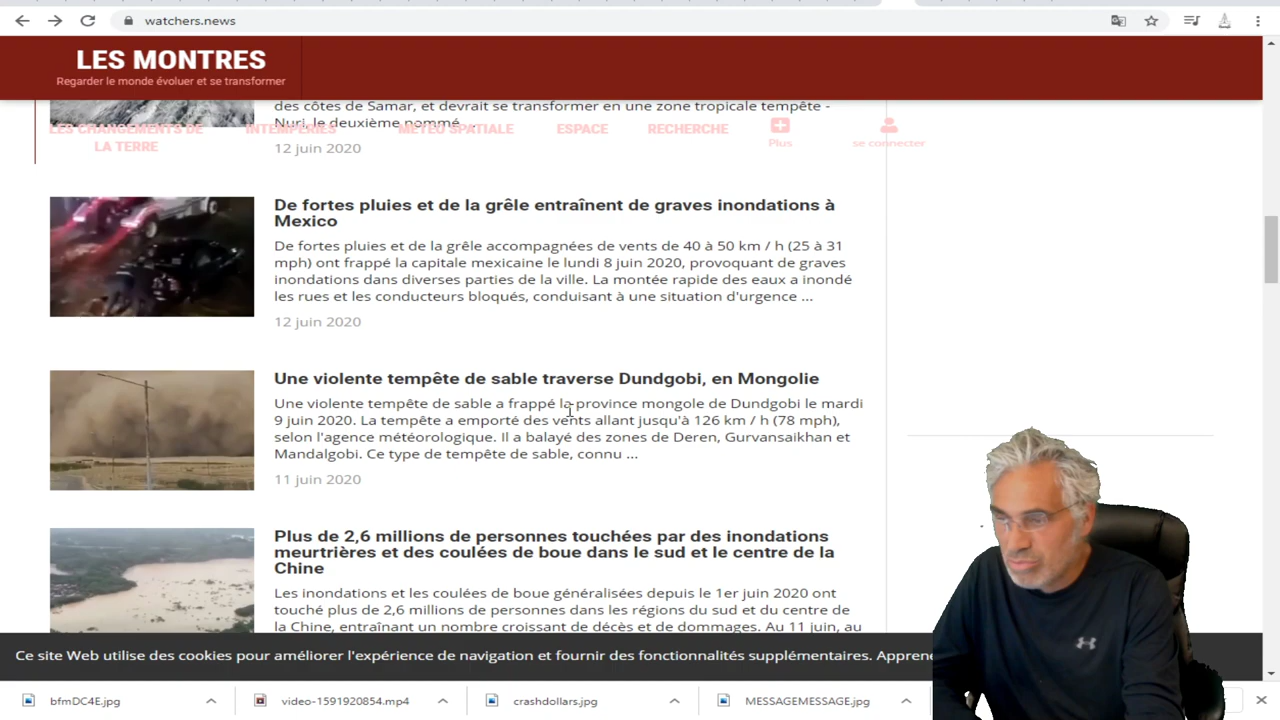 watchers.news
LES MONTRES
Regarder le monde évoluer et se transformer
des côtes de Samar, et devrait se transformer en une zone tropicale tempête -
Nuri, le deuxième nommé
LES CHANGEMENTS DE LA TERRE
INTEMPÉRIES
MÉTÉO SPATIALE
ESPACE
RECHERCHE
Plus
se connecter
12 juin 2020
De fortes pluies et de la grêle entraînent de graves inondations à
Mexico
De fortes pluies et de la grêle accompagnées de vents de 40 à 50 km / h (25 à 31
mph) ont frappé la capitale mexicaine le lundi 8 juin 2020, provoquant de graves
inondations dans diverses parties de la ville. La montée rapide des eaux a inondé
les rues et les conducteurs bloqués, conduisant à une situation d'urgence ...
12 juin 2020
Une violente tempête de sable traverse Dundgobi, en Mongolie
Une violente tempête de sable a frappé la province mongole de Dundgobi le mardi
9 juin 2020. La tempête a emporté des vents allant jusqu'à 126 km / h (78 mph),
selon l'agence météorologique. Il a balayé des zones de Deren, Gurvansaikhan et
Mandalgobi. Ce type de tempête de sable, connu ...
11 juin 2020
Plus de 2,6 millions de personnes touchées par des inondations
meurtrières et des coulées de boue dans le sud et le centre de la
Chine
Les inondations et les coulées de boue généralisées depuis le 1er juin 2020 ont
touché plus de 2,6 millions de personnes dans les régions du sud et du centre de
la Chine, entraînant un nombre croissant de décès et de dommages. Au 11 juin, au
Ce site Web utilise des cookies pour améliorer l'expérience de navigation et fournir des fonctionnalités supplémentaires. Apprene
bfmDC4E.jpg
video-1591920854.mp4
crashdollars.jpg
MESSAGEMESSAGE.jpg